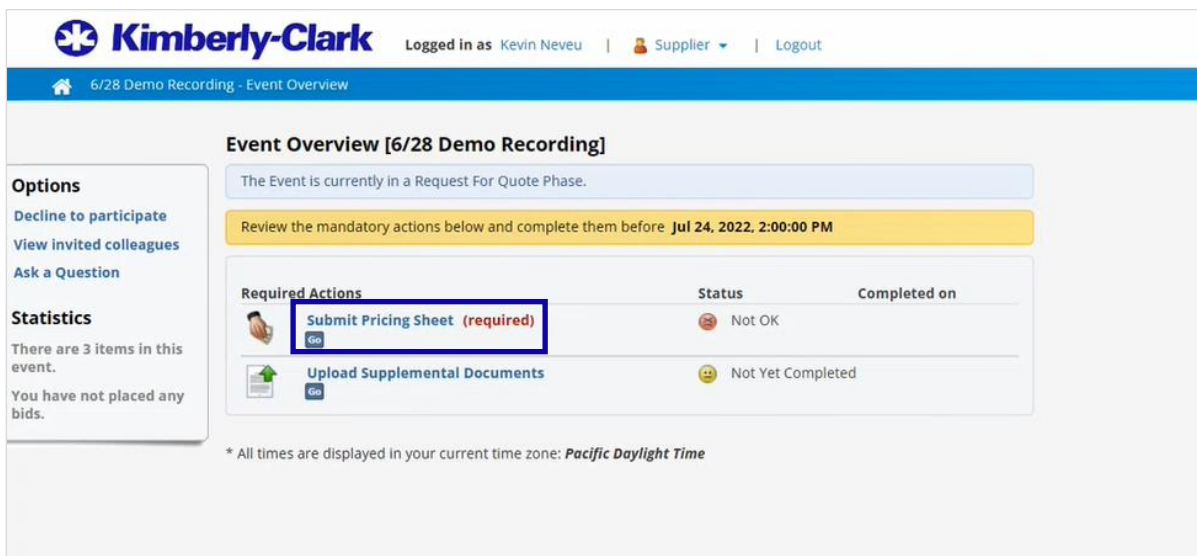 Kimberly-Clark Logged in as Kevin Neveu | Supplier | Logout
6/28 Demo Recording - Event Overview
Event Overview [6/28 Demo Recording]
The Event is currently in a Request For Quote Phase.
Review the mandatory actions below and complete them before Jul 24, 2022, 2:00:00 PM
Options
Decline to participate
View invited colleagues
Ask a Question
Statistics
There are 3 items in this
event.
You have not placed any
bids.
Required Actions Status Completed on
Submit Pricing Sheet (required) Not OK
Go
Upload Supplemental Documents Not Yet Completed
Go
* All times are displayed in your current time zone: Pacific Daylight Time